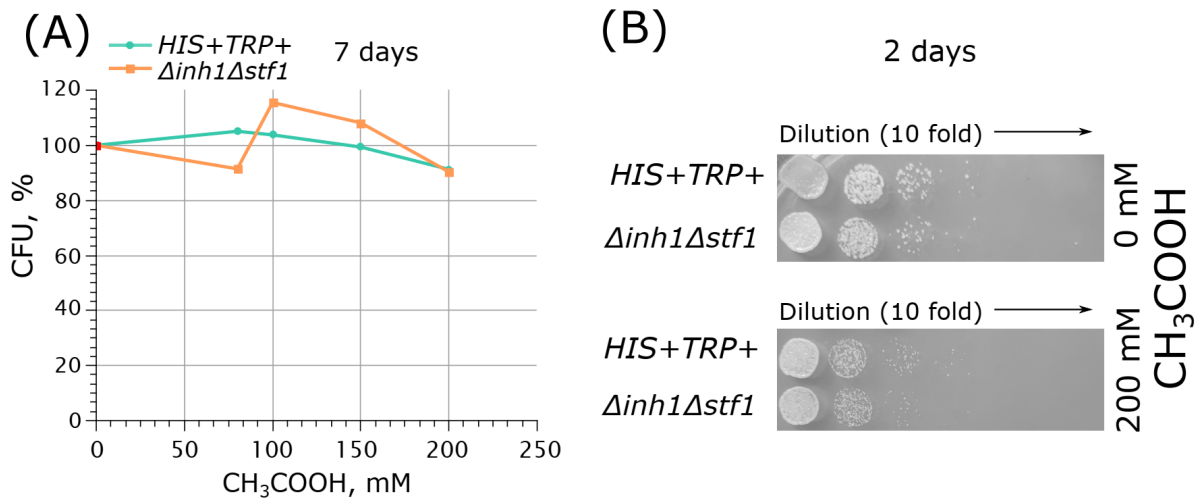 (A)
HIS+TRP+
Δinh1Δstf1
7 days
120
100
80
60
40
20
0
CFU, %
0 50 100 150 200 250
CH₃COOH, mM
(B)
2 days
Dilution (10 fold)
HIS+TRP+
Δinh1Δstf1
0 mM
Dilution (10 fold)
HIS+TRP+
Δinh1Δstf1
200 mM
CH₃COOH